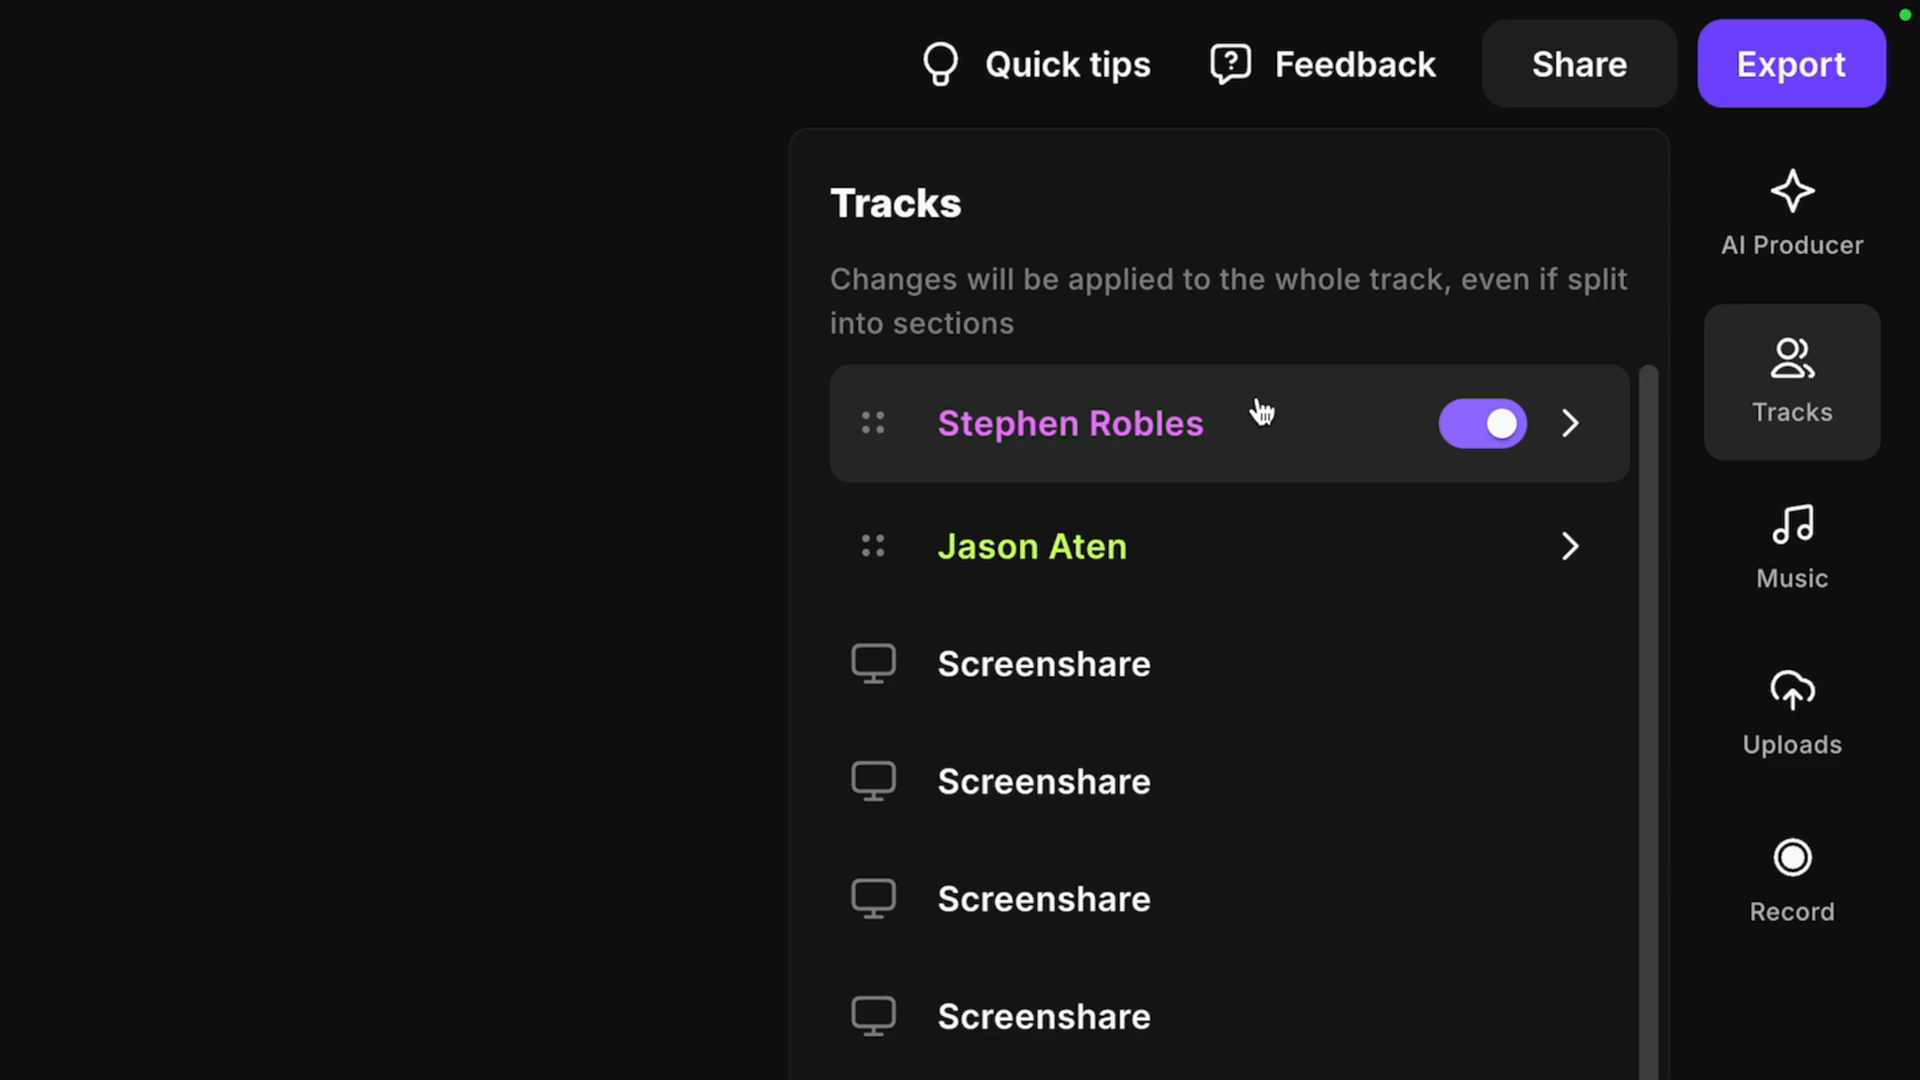 Quick tips
Feedback
Share
Export
Tracks
Changes will be applied to the whole track, even if split
into sections
Stephen Robles
Jason Aten
Screenshare
Screenshare
Screenshare
Screenshare
AI Producer
Tracks
Music
Uploads
Record